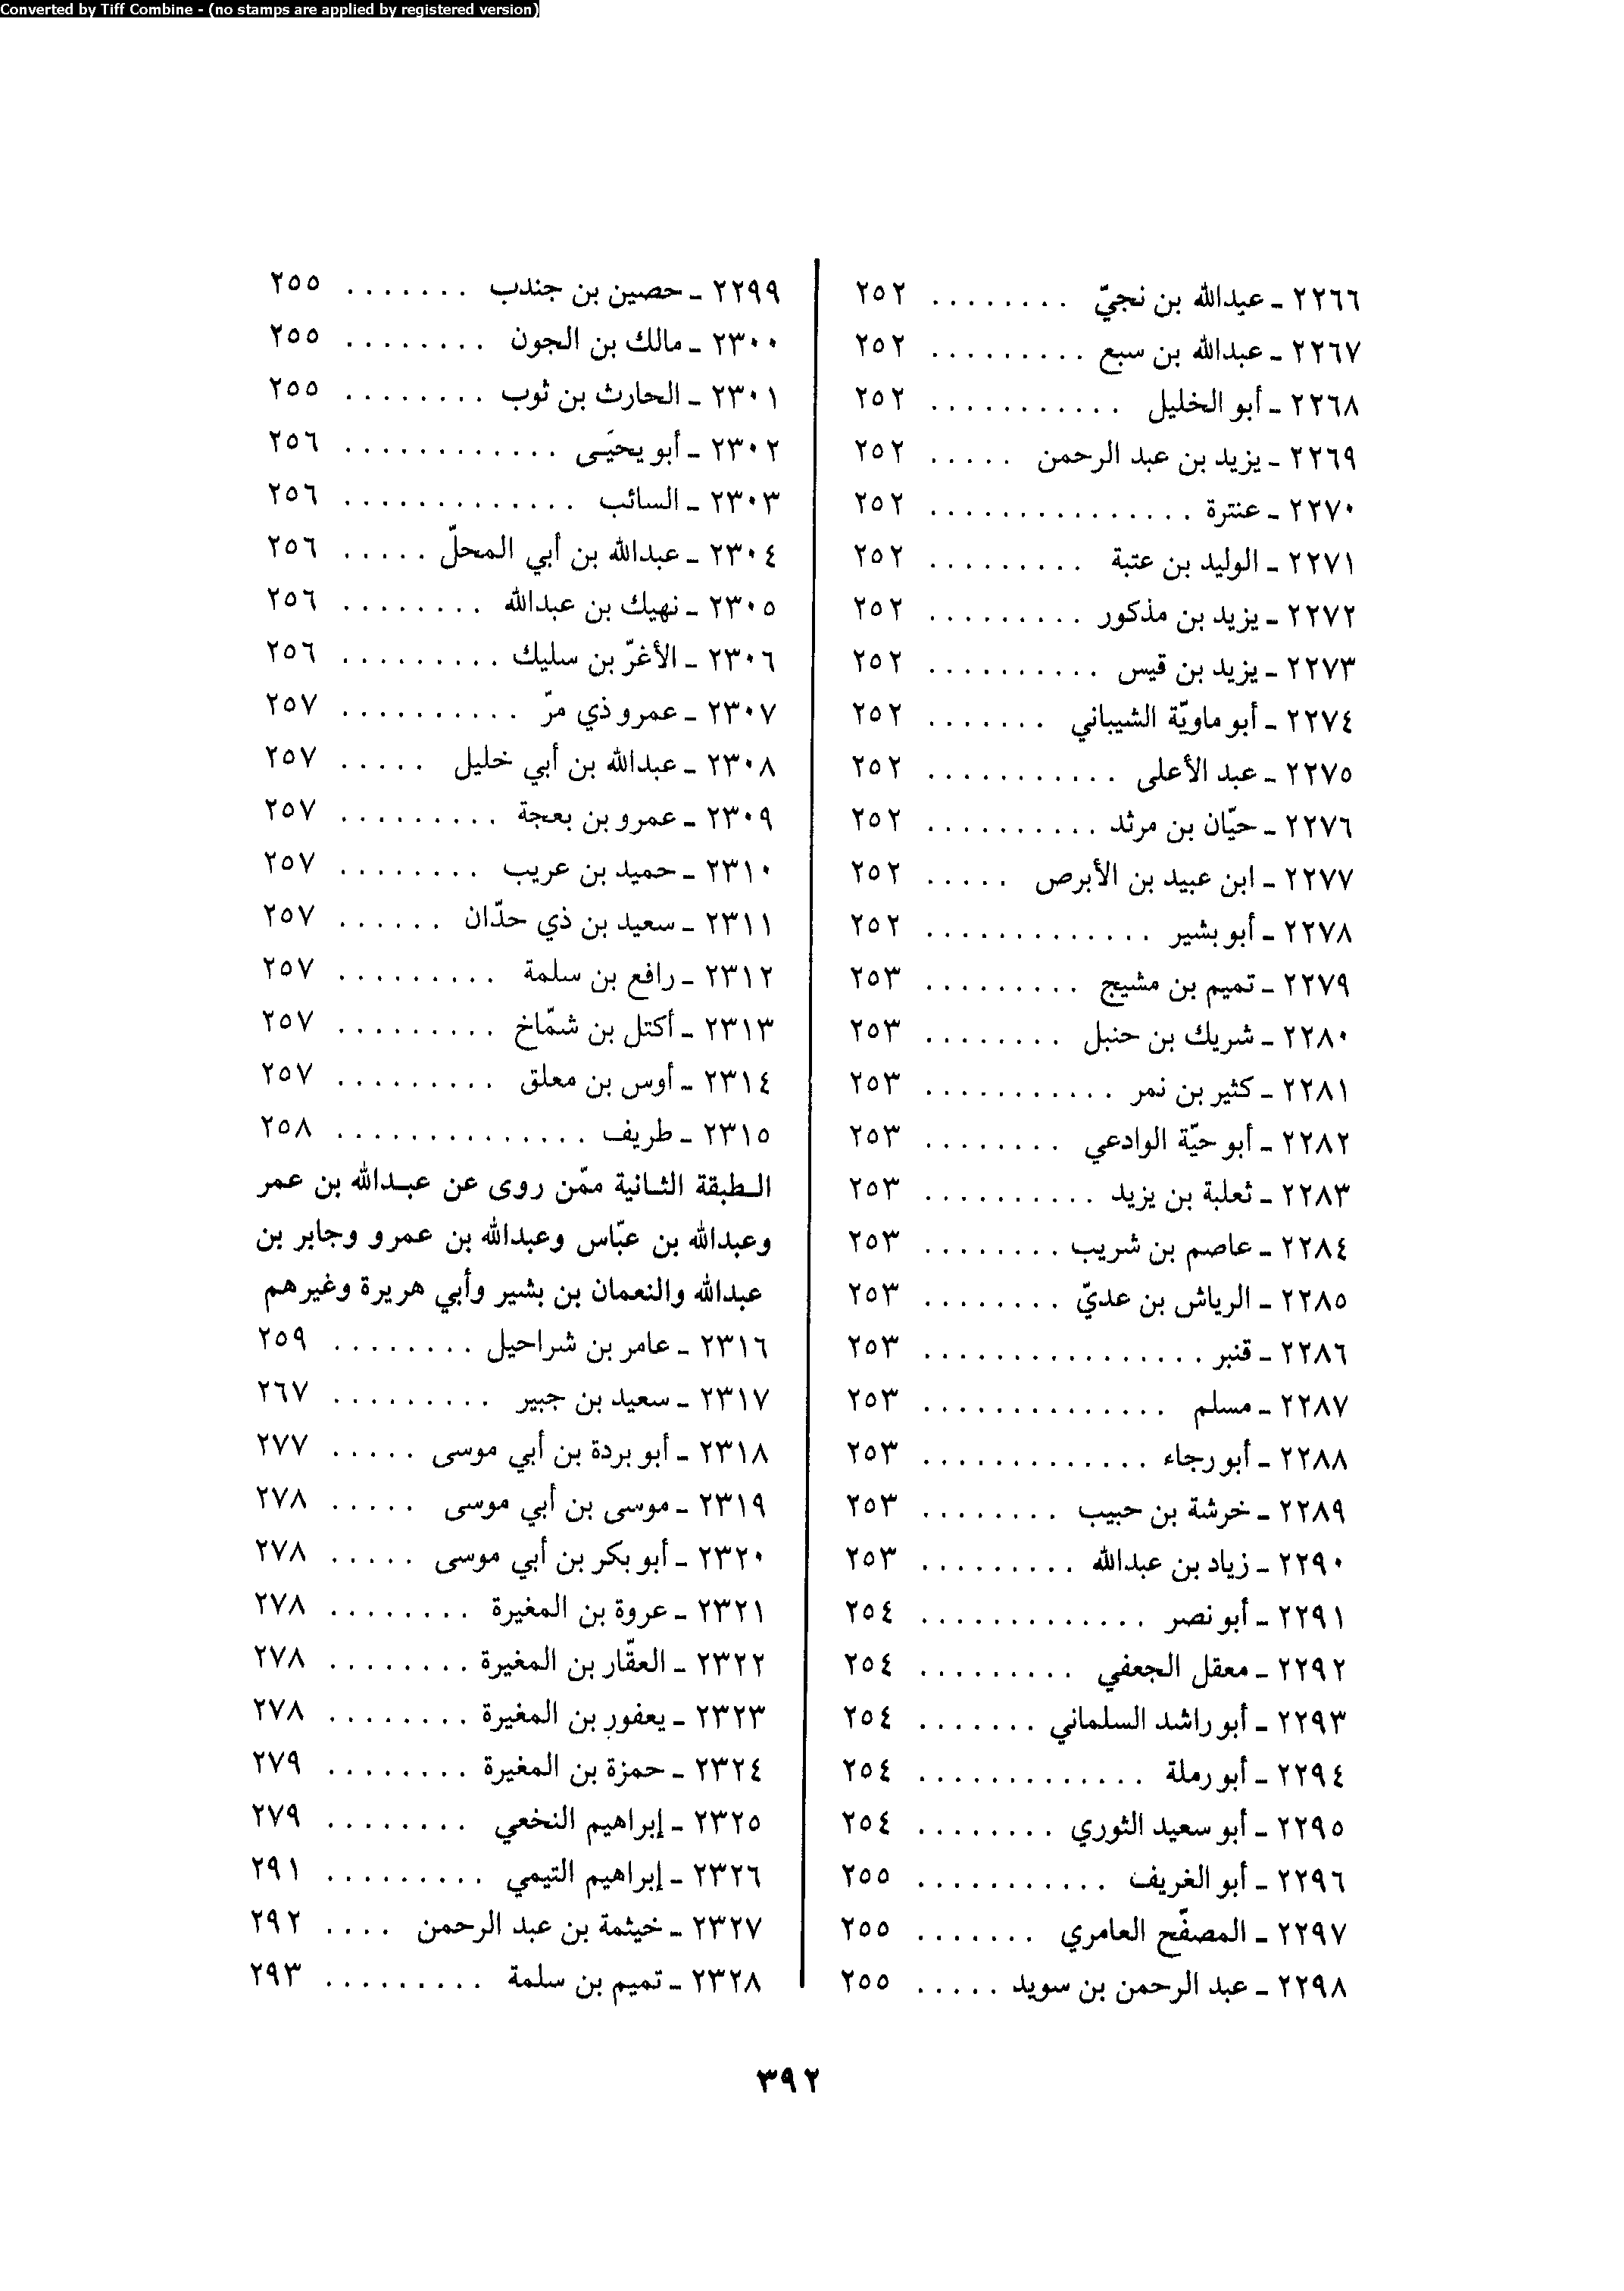 Converted by Tiff Combine - (no stamps are applied by registered version)
٢٢٦٦ ـ عبدالله بن نجيّ ........ ٢٥٢
٢٢٦٧ ـ عبدالله بن سبع ......... ٢٥٢
٢٢٦٨ ـ أبو الخليل ........... ٢٥٢
٢٢٦٩ ـ يزيد بن عبد الرحمن ..... ٢٥٢
٢٢٧٠ ـ عنترة ............... ٢٥٢
٢٢٧١ ـ الوليد بن عتبة ......... ٢٥٢
٢٢٧٢ ـ يزيد بن مذكور ......... ٢٥٢
٢٢٧٣ ـ يزيد بن قيس .......... ٢٥٢
٢٢٧٤ ـ أبو ماويّة الشيباني ....... ٢٥٢
٢٢٧٥ ـ عبد الأعلى ........... ٢٥٢
٢٢٧٦ ـ حيّان بن مرثد .......... ٢٥٢
٢٢٧٧ ـ ابن عبيد بن الأبرص ..... ٢٥٢
٢٢٧٨ ـ أبو بشير ............. ٢٥٢
٢٢٧٩ ـ تميم بن مشيج ......... ٢٥٣
٢٢٨٠ ـ شريك بن حنبل ........ ٢٥٣
٢٢٨١ ـ كثير بن نمر ........... ٢٥٣
٢٢٨٢ ـ أبو حيّة الوادعي ........ ٢٥٣
٢٢٨٣ ـ ثعلبة بن يزيد .......... ٢٥٣
٢٢٨٤ ـ عاصم بن شريب ........ ٢٥٣
٢٢٨٥ ـ الرياش بن عديّ ........ ٢٥٣
٢٢٨٦ ـ قنبر ................ ٢٥٣
٢٢٨٧ ـ مسلم .............. ٢٥٣
٢٢٨٨ ـ أبو رجاء ............. ٢٥٣
٢٢٨٩ ـ خرشة بن حبيب ........ ٢٥٣
٢٢٩٠ ـ زياد بن عبدالله ......... ٢٥٣
٢٢٩١ ـ أبو نصر ............. ٢٥٤
٢٢٩٢ ـ معقل الجعفي ......... ٢٥٤
٢٢٩٣ ـ أبو راشد السلماني ....... ٢٥٤
٢٢٩٤ ـ أبو رملة ............. ٢٥٤
٢٢٩٥ ـ أبو سعيد الثوري ........ ٢٥٤
٢٢٩٦ ـ أبو الغريف ........... ٢٥٥
٢٢٩٧ ـ المصفّح العامري ....... ٢٥٥
٢٢٩٨ ـ عبد الرحمن بن سويد ..... ٢٥٥
٢٢٩٩ ـ حصين بن جندب ....... ٢٥٥
٢٣٠٠ ـ مالك بن الجون ........ ٢٥٥
٢٣٠١ ـ الحارث بن ثوب ........ ٢٥٥
٢٣٠٢ ـ أبو يحيَى ............ ٢٥٦
٢٣٠٣ ـ السائب ............. ٢٥٦
٢٣٠٤ ـ عبدالله بن أبي المحلّ ..... ٢٥٦
٢٣٠٥ ـ نهيك بن عبدالله ........ ٢٥٦
٢٣٠٦ ـ الأغرّ بن سليك ......... ٢٥٦
٢٣٠٧ ـ عمرو ذي مرّ .......... ٢٥٧
٢٣٠٨ ـ عبدالله بن أبي خليل ..... ٢٥٧
٢٣٠٩ ـ عمرو بن بعجة ......... ٢٥٧
٢٣١٠ ـ حميد بن عريب ........ ٢٥٧
٢٣١١ ـ سعيد بن ذي حدّان ...... ٢٥٧
٢٣١٢ ـ رافع بن سلمة ......... ٢٥٧
٢٣١٣ ـ أكتل بن شمّاخ ......... ٢٥٧
٢٣١٤ ـ أوس بن معلق ......... ٢٥٧
٢٣١٥ ـ طريف .............. ٢٥٨
الطبقة الثانية ممّن روى عن عبدالله بن عمر
وعبدالله بن عبّاس وعبدالله بن عمرو وجابر بن
عبدالله والنعمان بن بشير وأبي هريرة وغيرهم
٢٣١٦ ـ عامر بن شراحيل ........ ٢٥٩
٢٣١٧ ـ سعيد بن جبير ......... ٢٦٧
٢٣١٨ ـ أبو بردة بن أبي موسى ..... ٢٧٧
٢٣١٩ ـ موسى بن أبي موسى ..... ٢٧٨
٢٣٢٠ ـ أبو بكر بن أبي موسى ..... ٢٧٨
٢٣٢١ ـ عروة بن المغيرة ........ ٢٧٨
٢٣٢٢ ـ العقّار بن المغيرة ........ ٢٧٨
٢٣٢٣ ـ يعفور بن المغيرة ........ ٢٧٨
٢٣٢٤ ـ حمزة بن المغيرة ........ ٢٧٩
٢٣٢٥ ـ إبراهيم النخعي ........ ٢٧٩
٢٣٢٦ ـ إبراهيم التيمي ......... ٢٩١
٢٣٢٧ ـ خيثمة بن عبد الرحمن .... ٢٩٢
٢٣٢٨ ـ تميم بن سلمة ......... ٢٩٣
٣٩٢